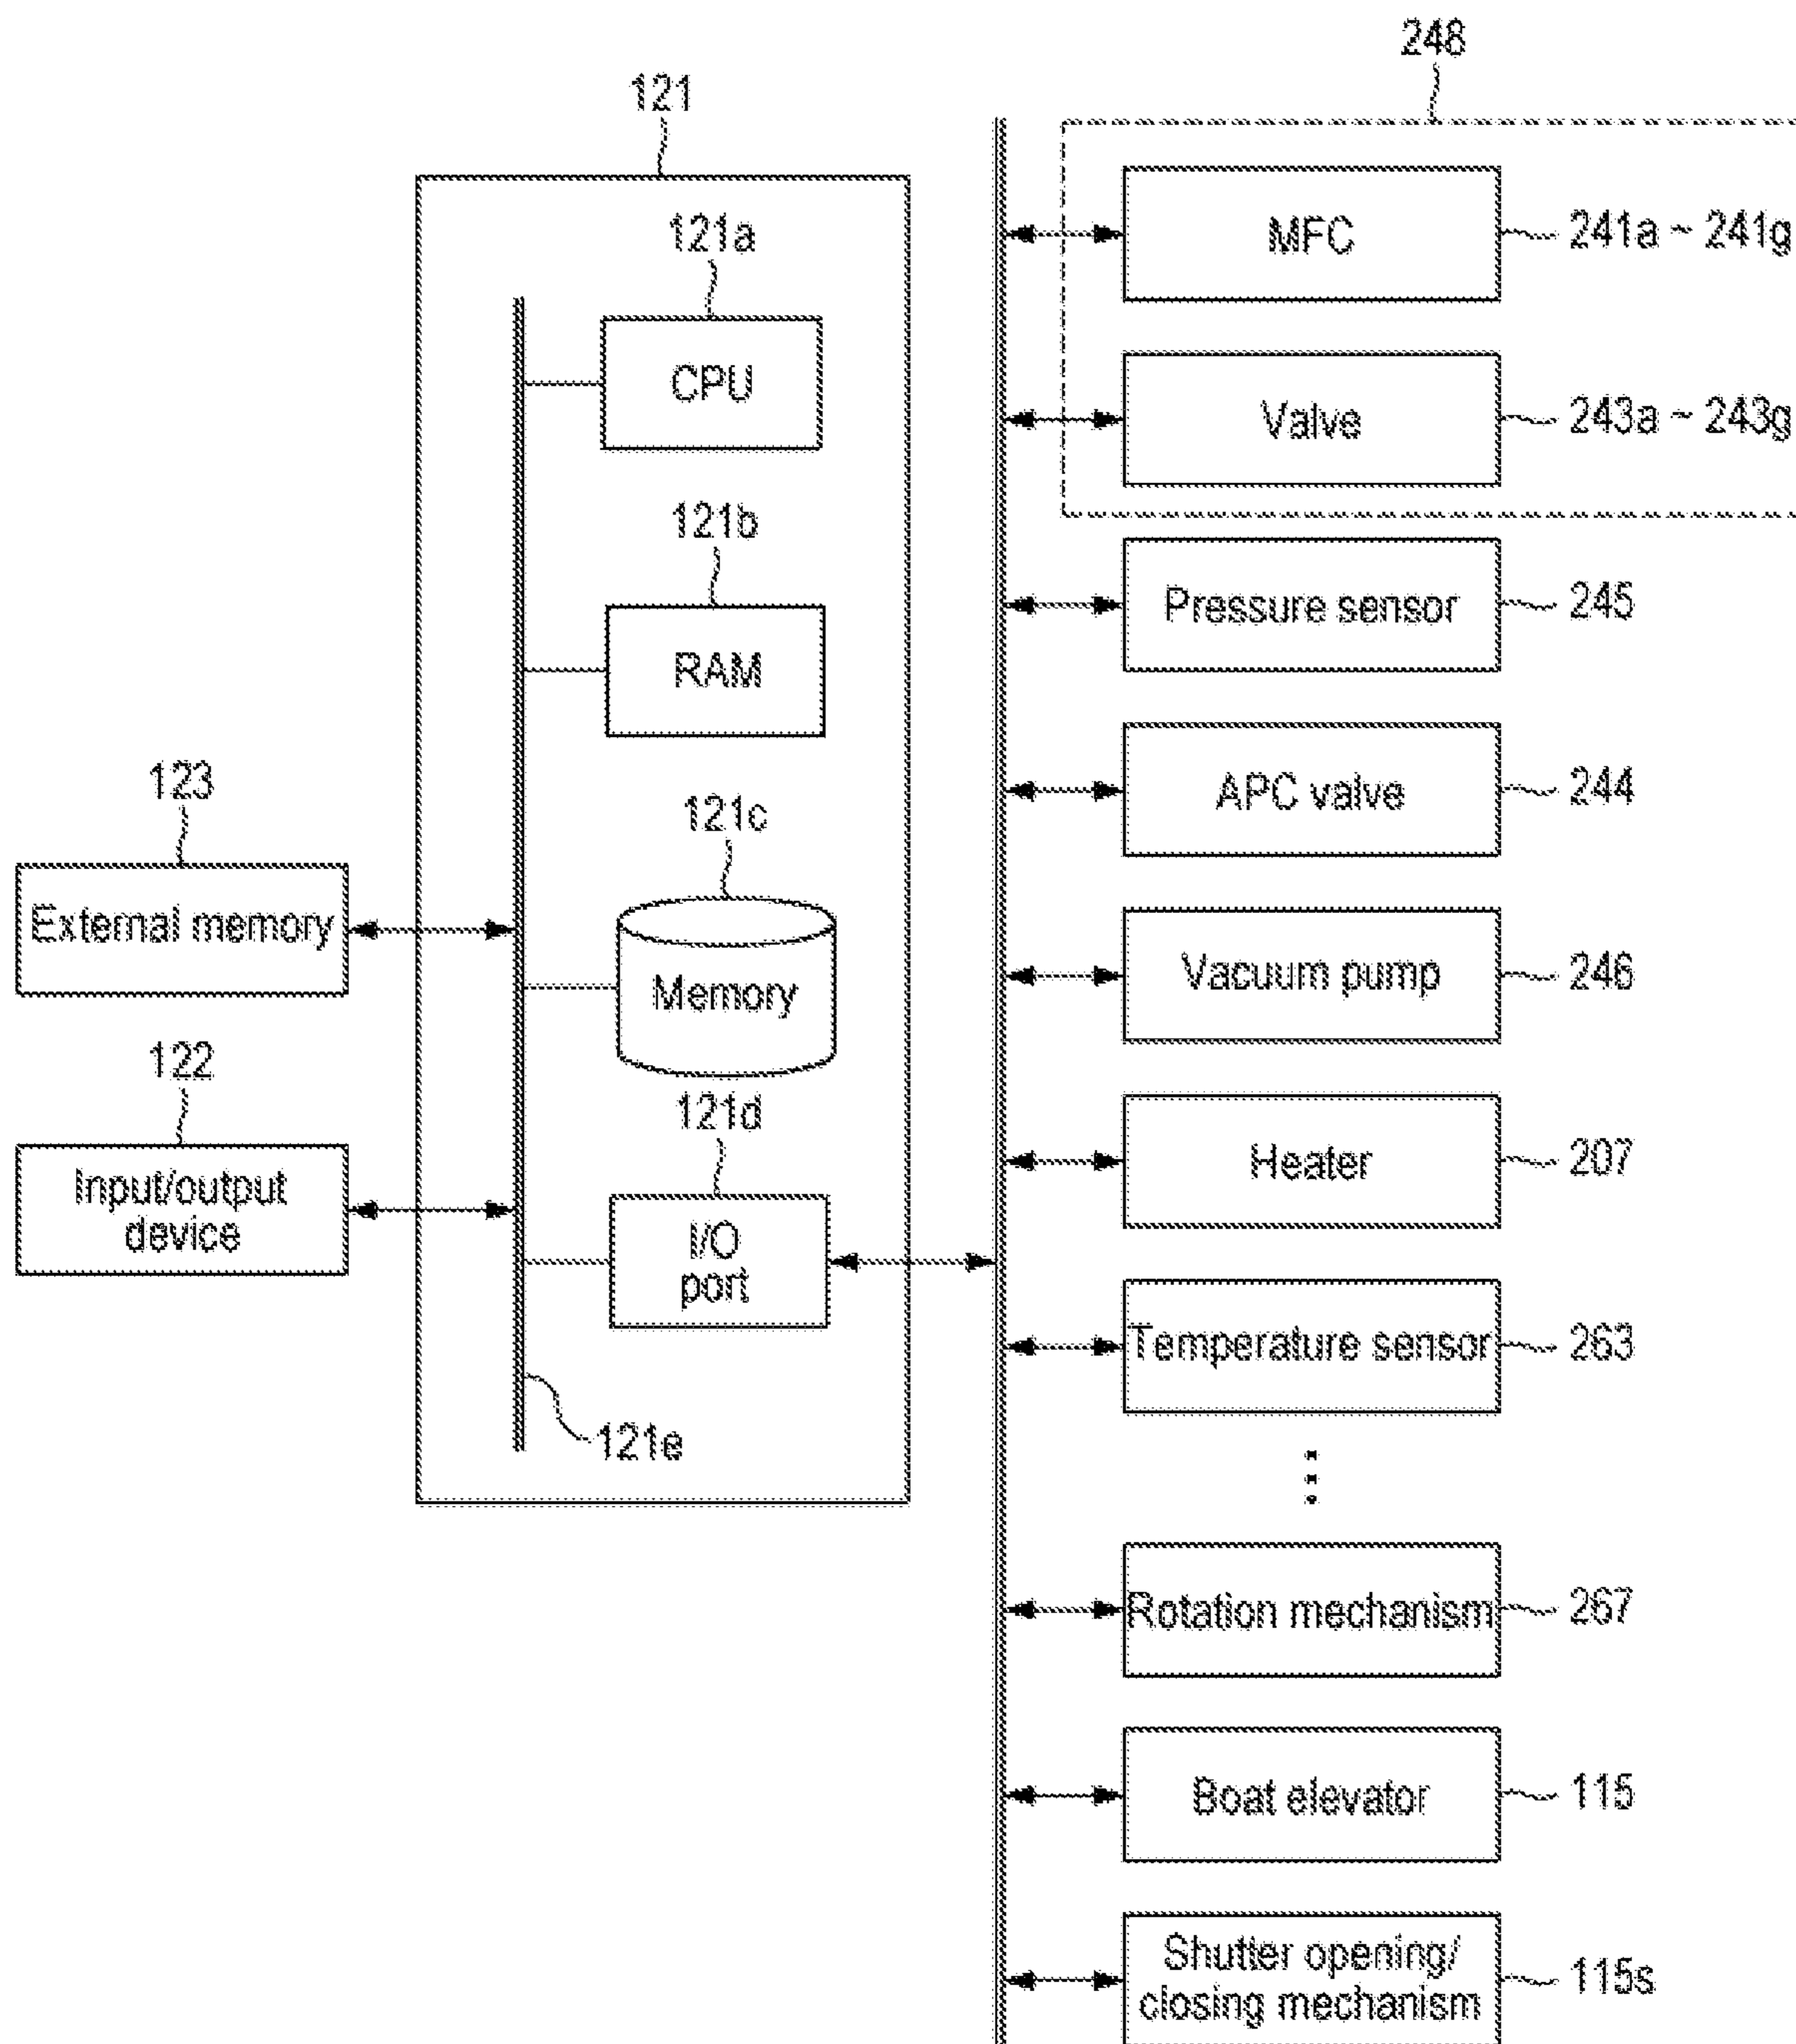 248
121
MFC
241a ~ 241g
121a
CPU
Valve
243a ~ 243g
121b
RAM
Pressure sensor
245
123
External memory
121c
Memory
APC valve
244
Vacuum pump
246
122
Input/output
device
121d
I/O
port
Heater
207
Temperature sensor
263
121e
Rotation mechanism
267
Boat elevator
115
Shutter opening/
closing mechanism
115s